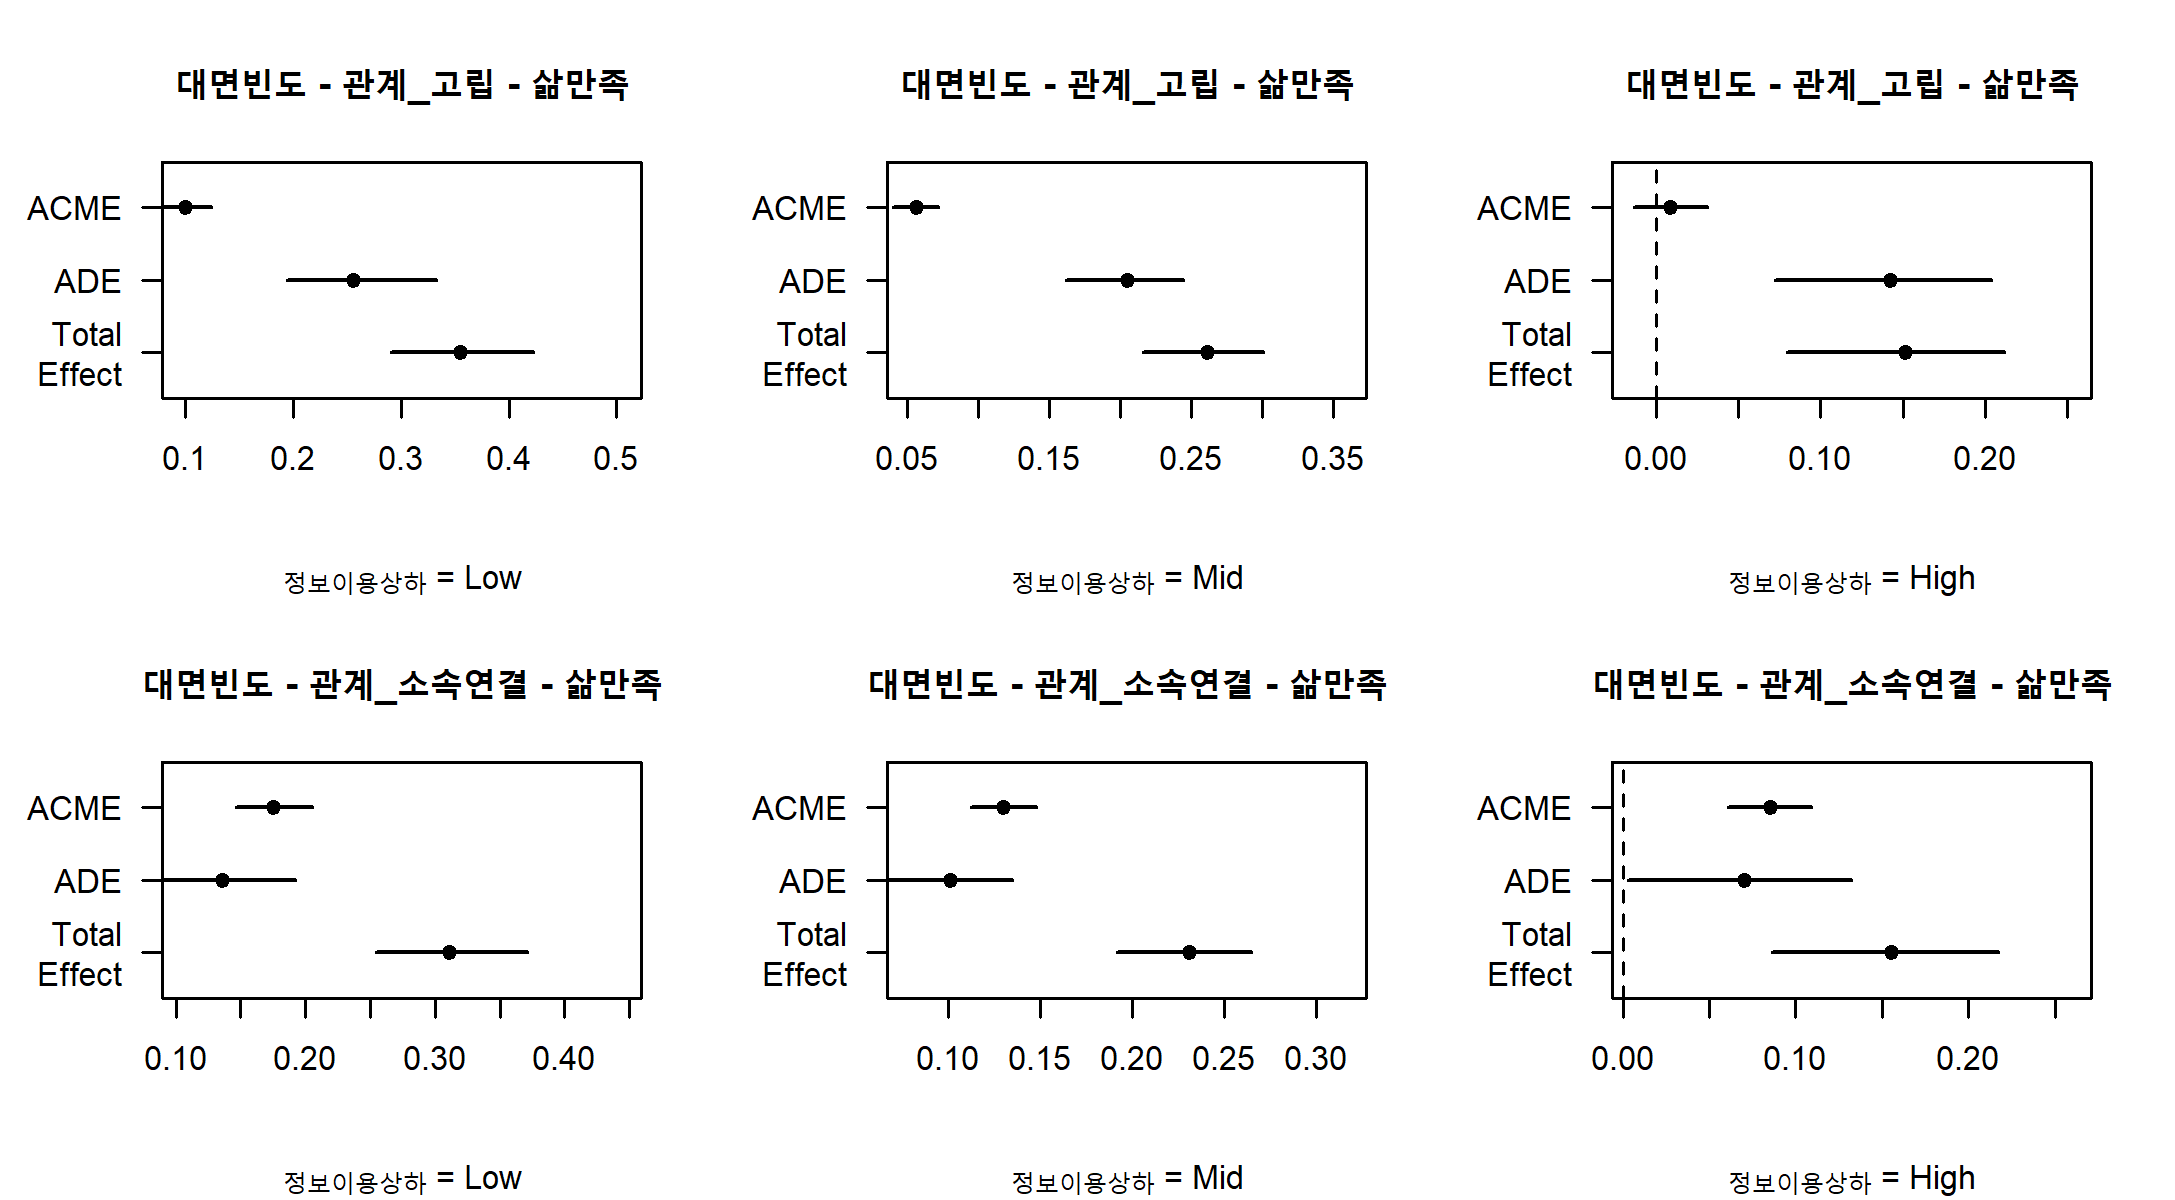 대면빈도 - 관계_고립 - 삶만족
ACME
ADE
Total
Effect
0.1 0.2 0.3 0.4 0.5
정보이용상하 = Low
대면빈도 - 관계_고립 - 삶만족
ACME
ADE
Total
Effect
0.05 0.15 0.25 0.35
정보이용상하 = Mid
대면빈도 - 관계_고립 - 삶만족
ACME
ADE
Total
Effect
0.00 0.10 0.20
정보이용상하 = High
대면빈도 - 관계_소속연결 - 삶만족
ACME
ADE
Total
Effect
0.10 0.20 0.30 0.40
정보이용상하 = Low
대면빈도 - 관계_소속연결 - 삶만족
ACME
ADE
Total
Effect
0.10 0.15 0.20 0.25 0.30
정보이용상하 = Mid
대면빈도 - 관계_소속연결 - 삶만족
ACME
ADE
Total
Effect
0.00 0.10 0.20
정보이용상하 = High